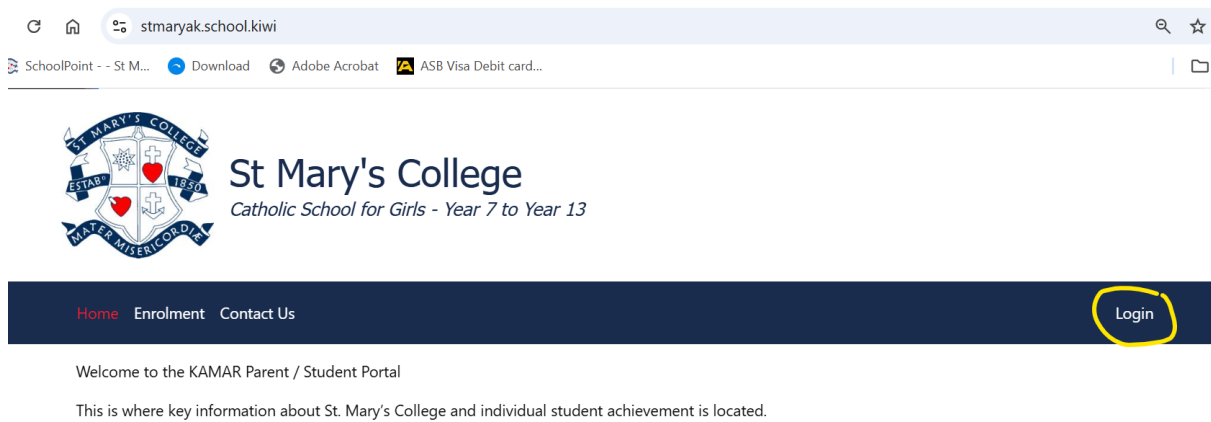 stmaryak.school.kiwi
SchoolPoint - - St M... Download Adobe Acrobat ASB Visa Debit card...
ST MARY'S COLLEGE
ESTABᴰ 1850
MATER MISERICORDIÆ
St Mary's College
Catholic School for Girls - Year 7 to Year 13
Home Enrolment Contact Us Login
Welcome to the KAMAR Parent / Student Portal
This is where key information about St. Mary's College and individual student achievement is located.